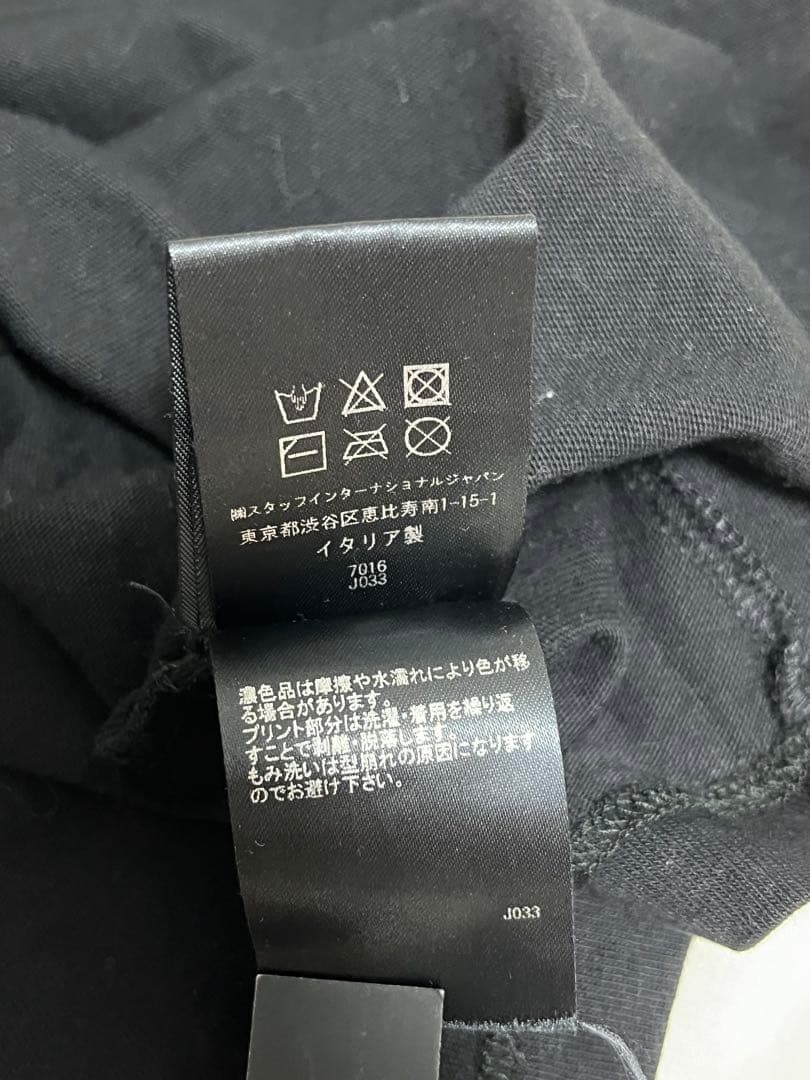 ㈱スタッフインターナショナルジャパン
東京都渋谷区恵比寿南1-15-1
イタリア製
7016
J033
濃色品は摩擦や水濡れにより色が移
る場合があります。
プリント部分は洗濯・着用を繰り返
すことで剥離・脱落します。
もみ洗いは型崩れの原因になります
のでお避け下さい。
J033